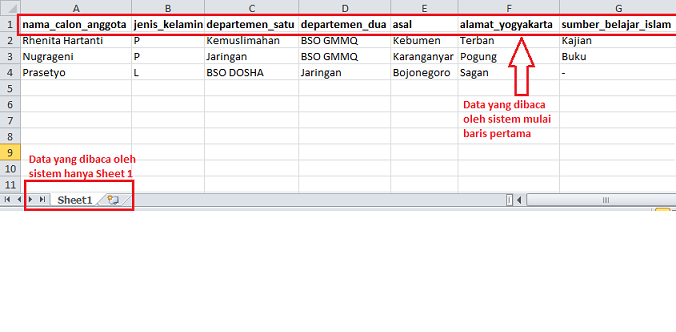 A B C D E F G
1 nama_calon_anggota jenis_kelamin departemen_satu departemen_dua asal alamat_yogyakarta sumber_belajar_islam
2 Rhenita Hartanti P Kemuslimahan BSO GMMQ Kebumen Terban Kajian
3 Nugrageni P Jaringan BSO GMMQ Karanganyar Pogung Buku
4 Prasetyo L BSO DOSHA Jaringan Bojonegoro Sagan -
5
6
7
8
9
10
11
Data yang dibaca
oleh sistem mulai
baris pertama
Data yang dibaca oleh
sistem hanya Sheet 1
Sheet1